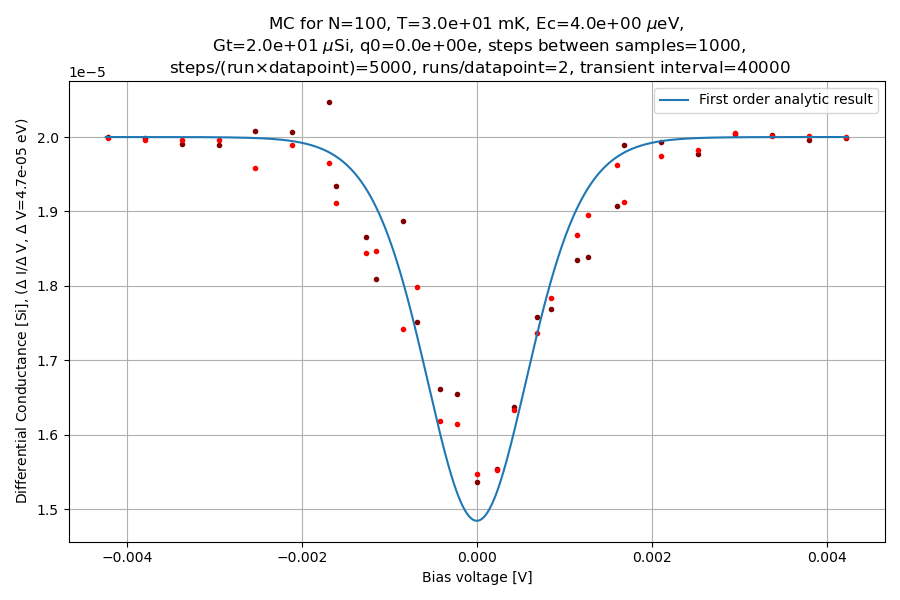 MC for N=100, T=3.0e+01 mK, Ec=4.0e+00 μeV,
Gt=2.0e+01 μSi, q0=0.0e+00e, steps between samples=1000,
steps/(run×datapoint)=5000, runs/datapoint=2, transient interval=40000
1e−5
First order analytic result
2.0
1.9
1.8
1.7
1.6
1.5
Differential Conductance [Si], (Δ I/Δ V, Δ V=4.7e-05 eV)
−0.004 −0.002 0.000 0.002 0.004
Bias voltage [V]